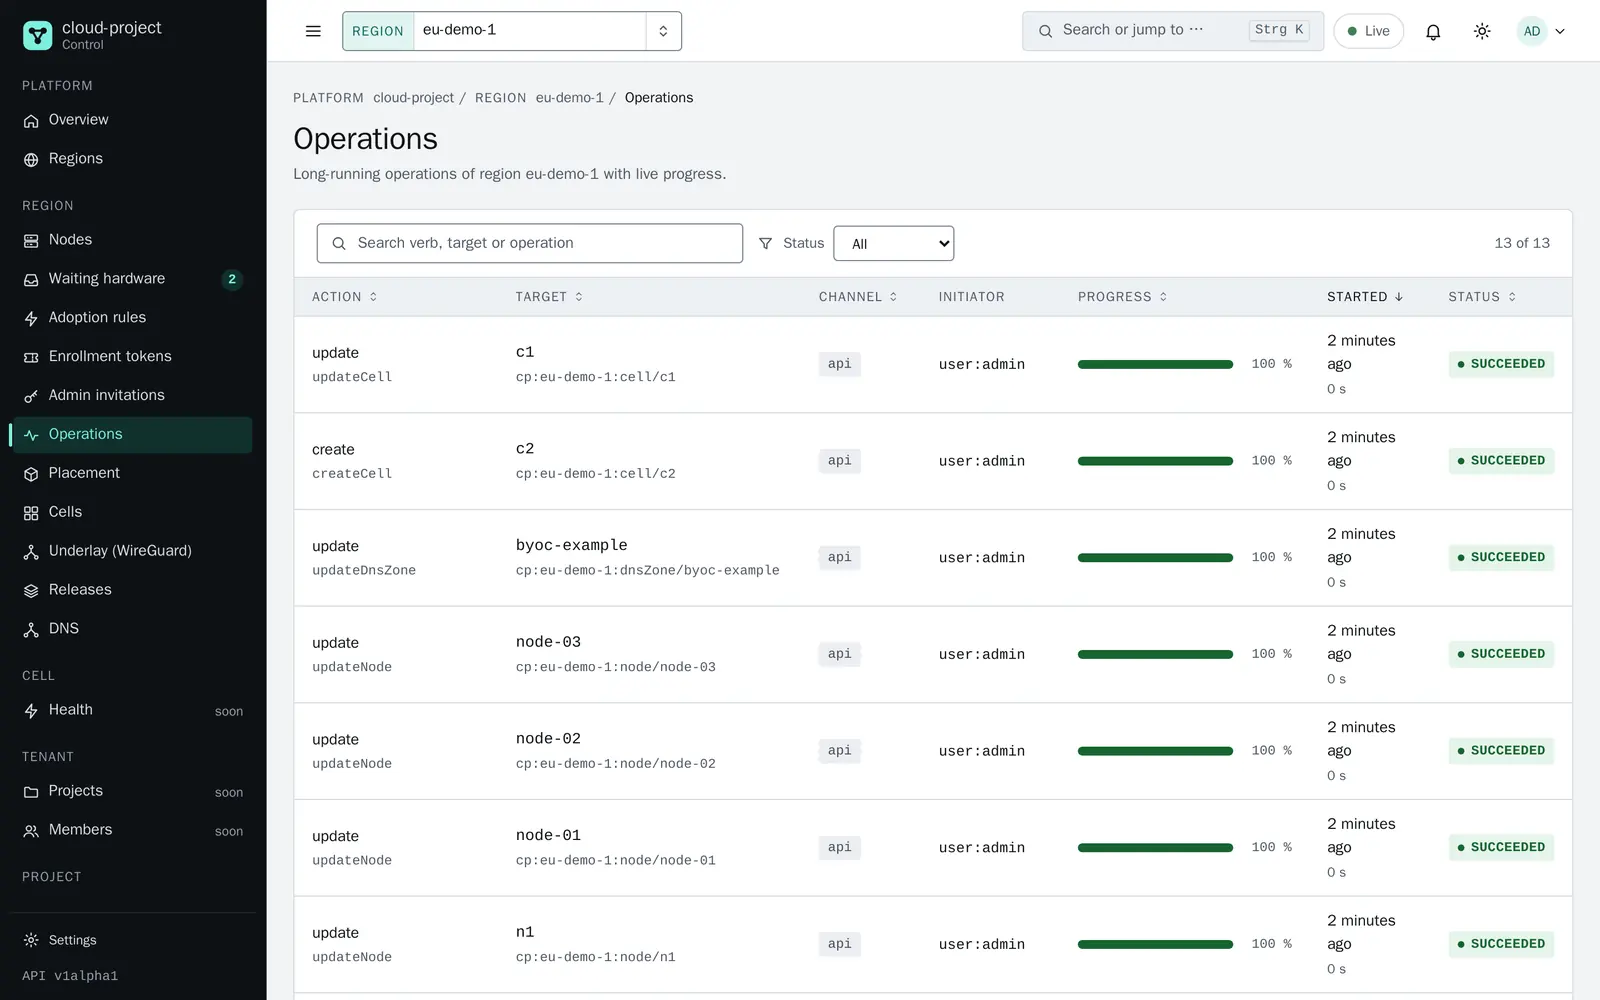 cloud-project
Control
PLATFORM
Overview
Regions
REGION
Nodes
Waiting hardware 2
Adoption rules
Enrollment tokens
Admin invitations
Operations
Placement
Cells
Underlay (WireGuard)
Releases
DNS
CELL
Health soon
TENANT
Projects soon
Members soon
PROJECT
Settings
API v1alpha1
REGION eu-demo-1
Search or jump to ··· Strg K
Live
AD
PLATFORM cloud-project / REGION eu-demo-1 / Operations
Operations
Long-running operations of region eu-demo-1 with live progress.
Search verb, target or operation
Status All
13 of 13
ACTION TARGET CHANNEL INITIATOR PROGRESS STARTED STATUS
update
updateCell
c1
cp:eu-demo-1:cell/c1
api
user:admin
100 %
2 minutes
ago
0 s
SUCCEEDED
create
createCell
c2
cp:eu-demo-1:cell/c2
api
user:admin
100 %
2 minutes
ago
0 s
SUCCEEDED
update
updateDnsZone
byoc-example
cp:eu-demo-1:dnsZone/byoc-example
api
user:admin
100 %
2 minutes
ago
0 s
SUCCEEDED
update
updateNode
node-03
cp:eu-demo-1:node/node-03
api
user:admin
100 %
2 minutes
ago
0 s
SUCCEEDED
update
updateNode
node-02
cp:eu-demo-1:node/node-02
api
user:admin
100 %
2 minutes
ago
0 s
SUCCEEDED
update
updateNode
node-01
cp:eu-demo-1:node/node-01
api
user:admin
100 %
2 minutes
ago
0 s
SUCCEEDED
update
updateNode
n1
cp:eu-demo-1:node/n1
api
user:admin
100 %
2 minutes
ago
0 s
SUCCEEDED